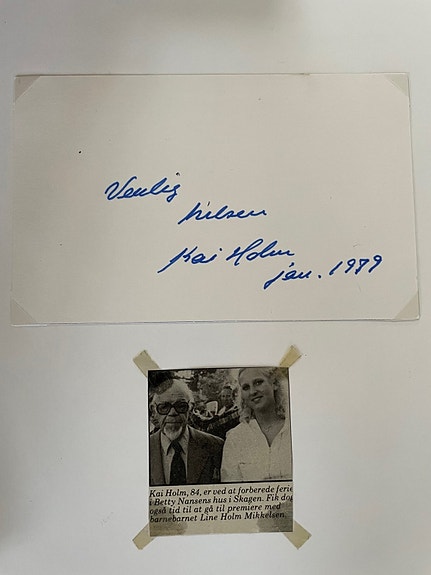 Venlig
hilsen
Kai Holm
jan. 1979
Kai Holm, 84, er ved at forberede ferie
i Betty Nansens hus i Skagen. Fik dog
også tid til at gå til premiere med
barnebarnet Line Holm Mikkelsen.